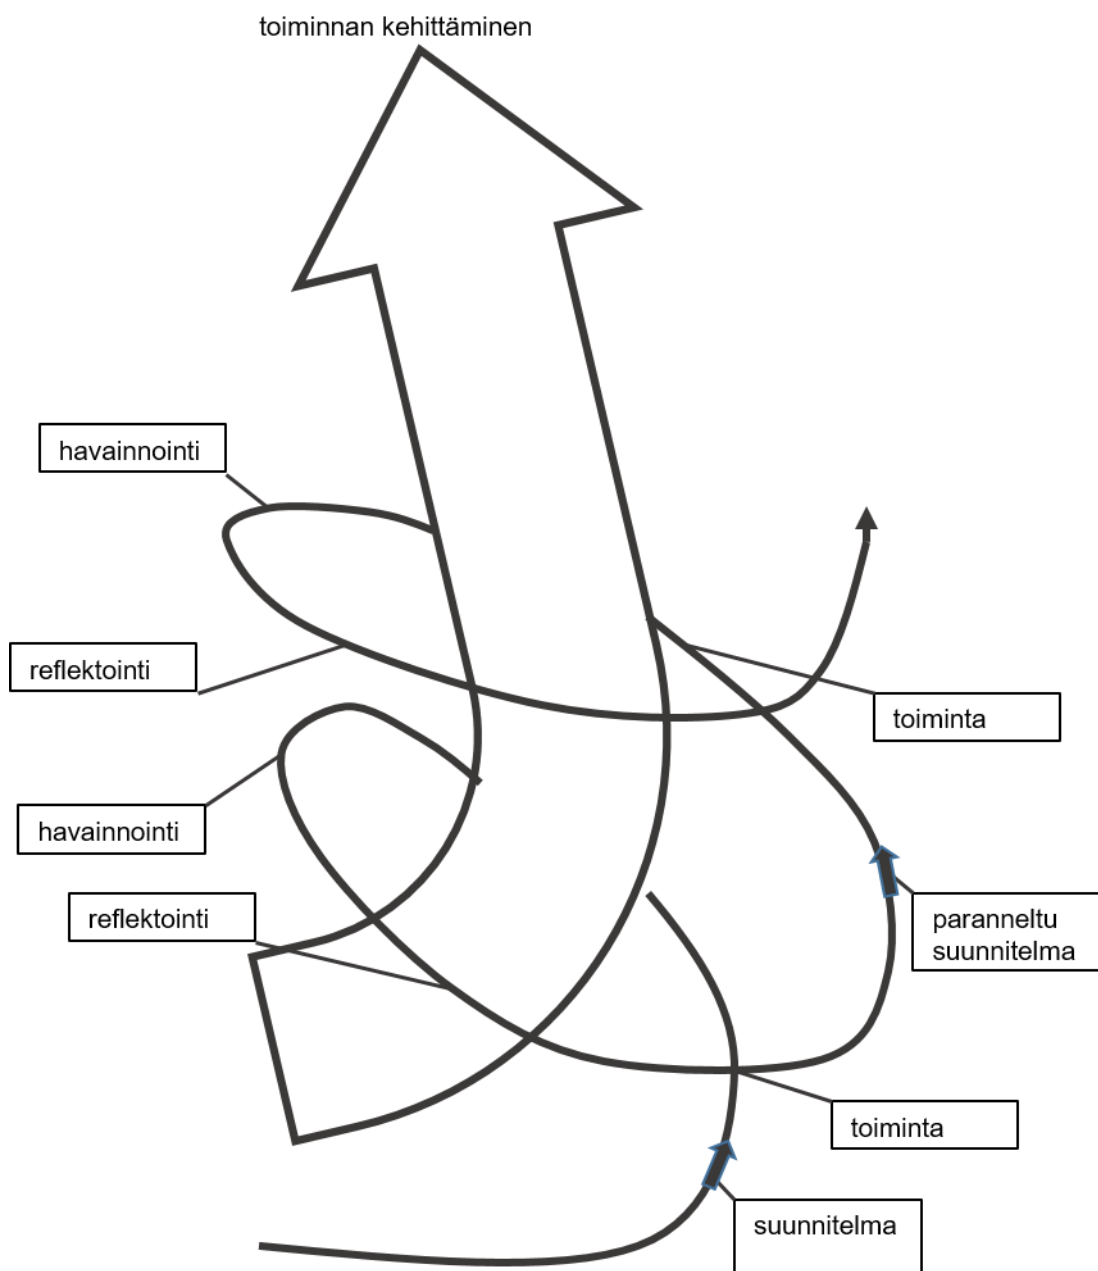 toiminnan kehittäminen
havainnointi
reflektointi
toiminta
havainnointi
reflektointi
paranneltu
suunnitelma
toiminta
suunnitelma